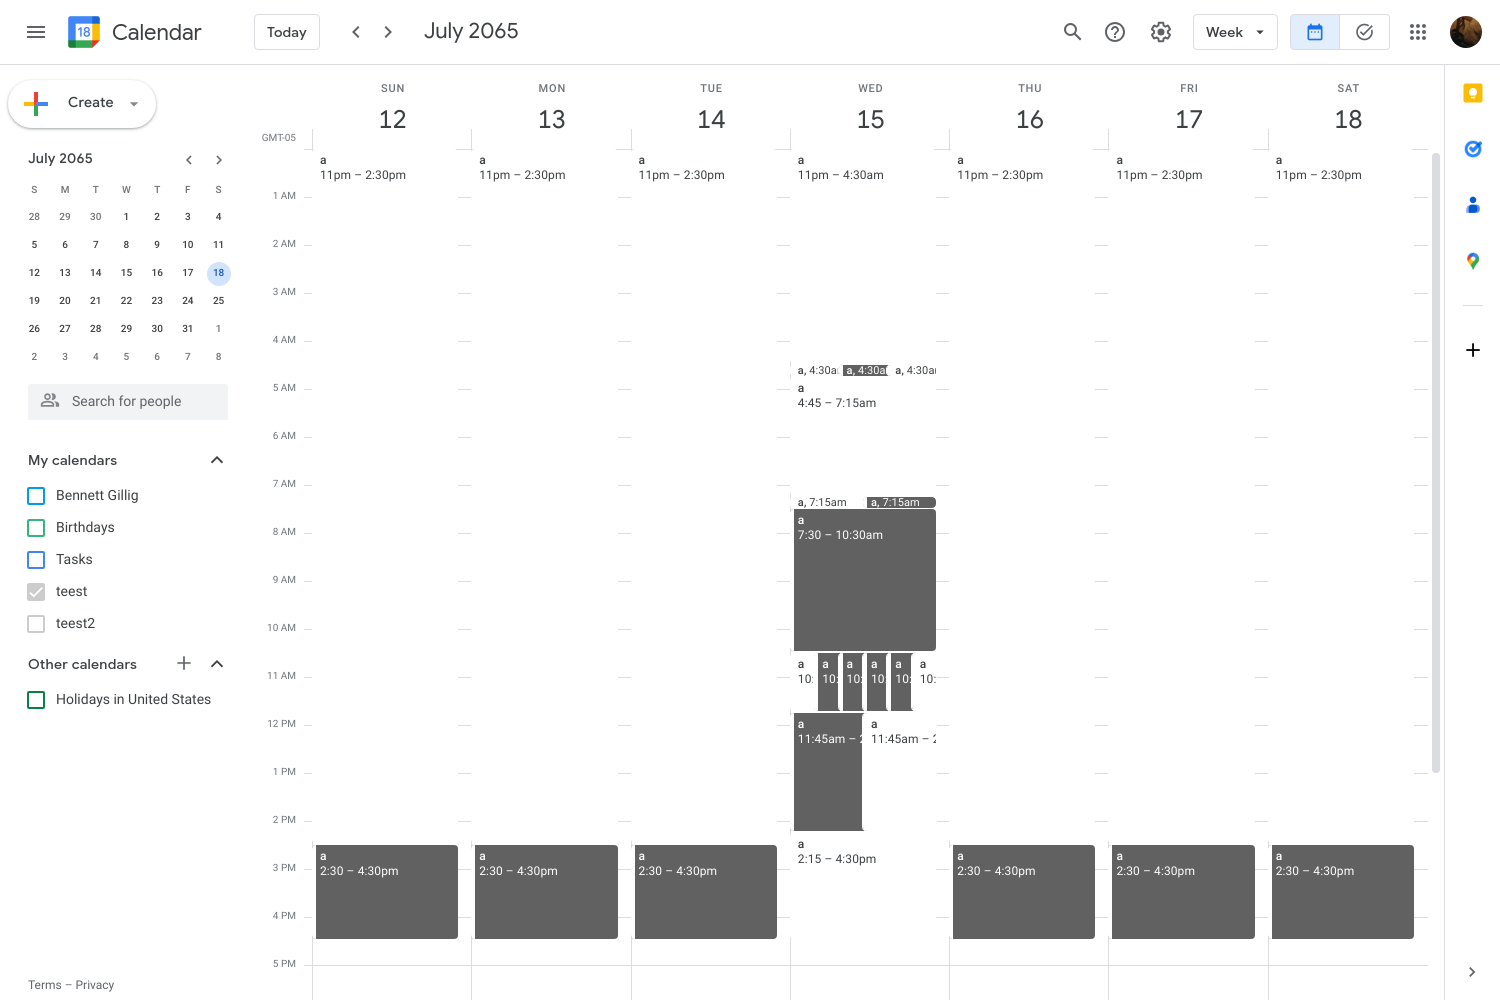 18 Calendar Today July 2065 Week
Create
SUN MON TUE WED THU FRI SAT
12 13 14 15 16 17 18
GMT-05
July 2065
S M T W T F S
28 29 30 1 2 3 4
5 6 7 8 9 10 11
12 13 14 15 16 17 18
19 20 21 22 23 24 25
26 27 28 29 30 31 1
2 3 4 5 6 7 8
Search for people
My calendars
Bennett Gillig
Birthdays
Tasks
teest
teest2
Other calendars
Holidays in United States
Terms – Privacy
a a a a a a a
11pm – 2:30pm 11pm – 2:30pm 11pm – 2:30pm 11pm – 4:30am 11pm – 2:30pm 11pm – 2:30pm 11pm – 2:30pm
1 AM
2 AM
3 AM
4 AM
a, 4:30a a, 4:30a a, 4:30a
5 AM a
4:45 – 7:15am
6 AM
7 AM
a, 7:15am a, 7:15am
a
8 AM 7:30 – 10:30am
9 AM
10 AM
a a a a a a
11 AM 10: 10: 10: 10: 10: 10:
12 PM a a
11:45am – 2 11:45am – 2
1 PM
2 PM
a
2:15 – 4:30pm
a a a a a a
3 PM 2:30 – 4:30pm 2:30 – 4:30pm 2:30 – 4:30pm 2:30 – 4:30pm 2:30 – 4:30pm 2:30 – 4:30pm
4 PM
5 PM